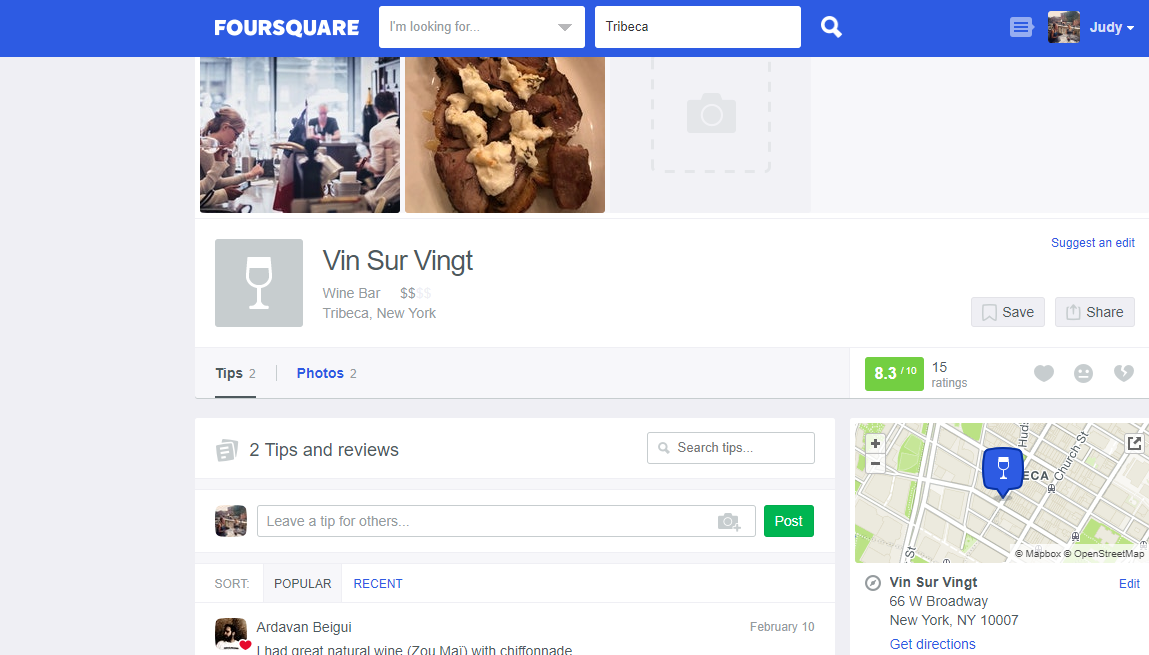 FOURSQUARE
I'm looking for...
Tribeca
Judy
Vin Sur Vingt
Suggest an edit
Wine Bar $$$$
Tribeca, New York
Save
Share
Tips 2
Photos 2
8.3 / 10
15
ratings
2 Tips and reviews
Search tips...
Leave a tip for others...
Post
SORT: POPULAR RECENT
Ardavan Beigui
February 10
I had great natural wine (Zou Maï) with chiffonnade
+
−
Church St
© Mapbox © OpenStreetMap
Vin Sur Vingt
Edit
66 W Broadway
New York, NY 10007
Get directions